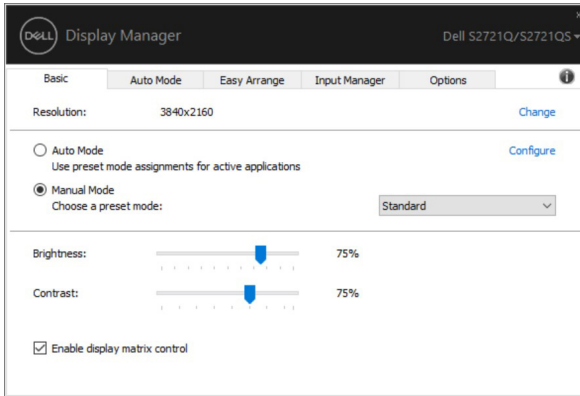 DELL Display Manager
Dell S2721Q/S2721QS
Basic Auto Mode Easy Arrange Input Manager Options
Resolution: 3840x2160 Change
Auto Mode Configure
Use preset mode assignments for active applications
Manual Mode
Choose a preset mode: Standard
Brightness: 75%
Contrast: 75%
Enable display matrix control